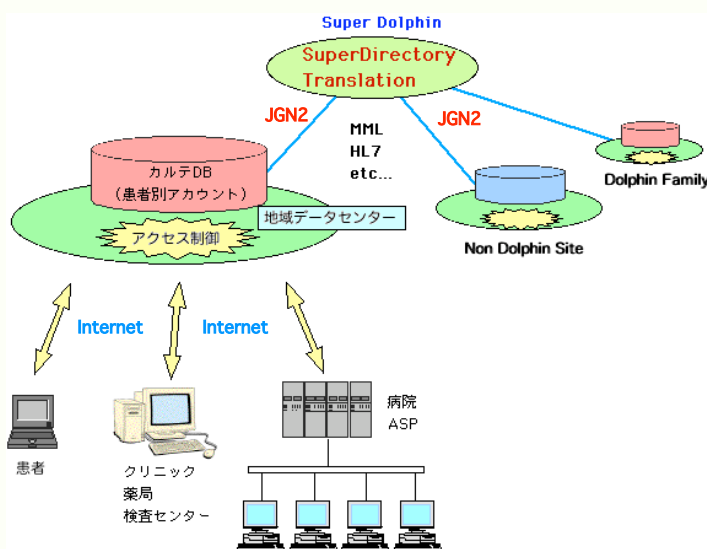 Super Dolphin
SuperDirectory
Translation
JGN2
JGN2
MML
HL7
etc...
カルテDB
（患者別アカウント）
地域データセンター
アクセス制御
Dolphin Family
Non Dolphin Site
Internet
Internet
病院
ASP
患者
クリニック
薬局
検査センター